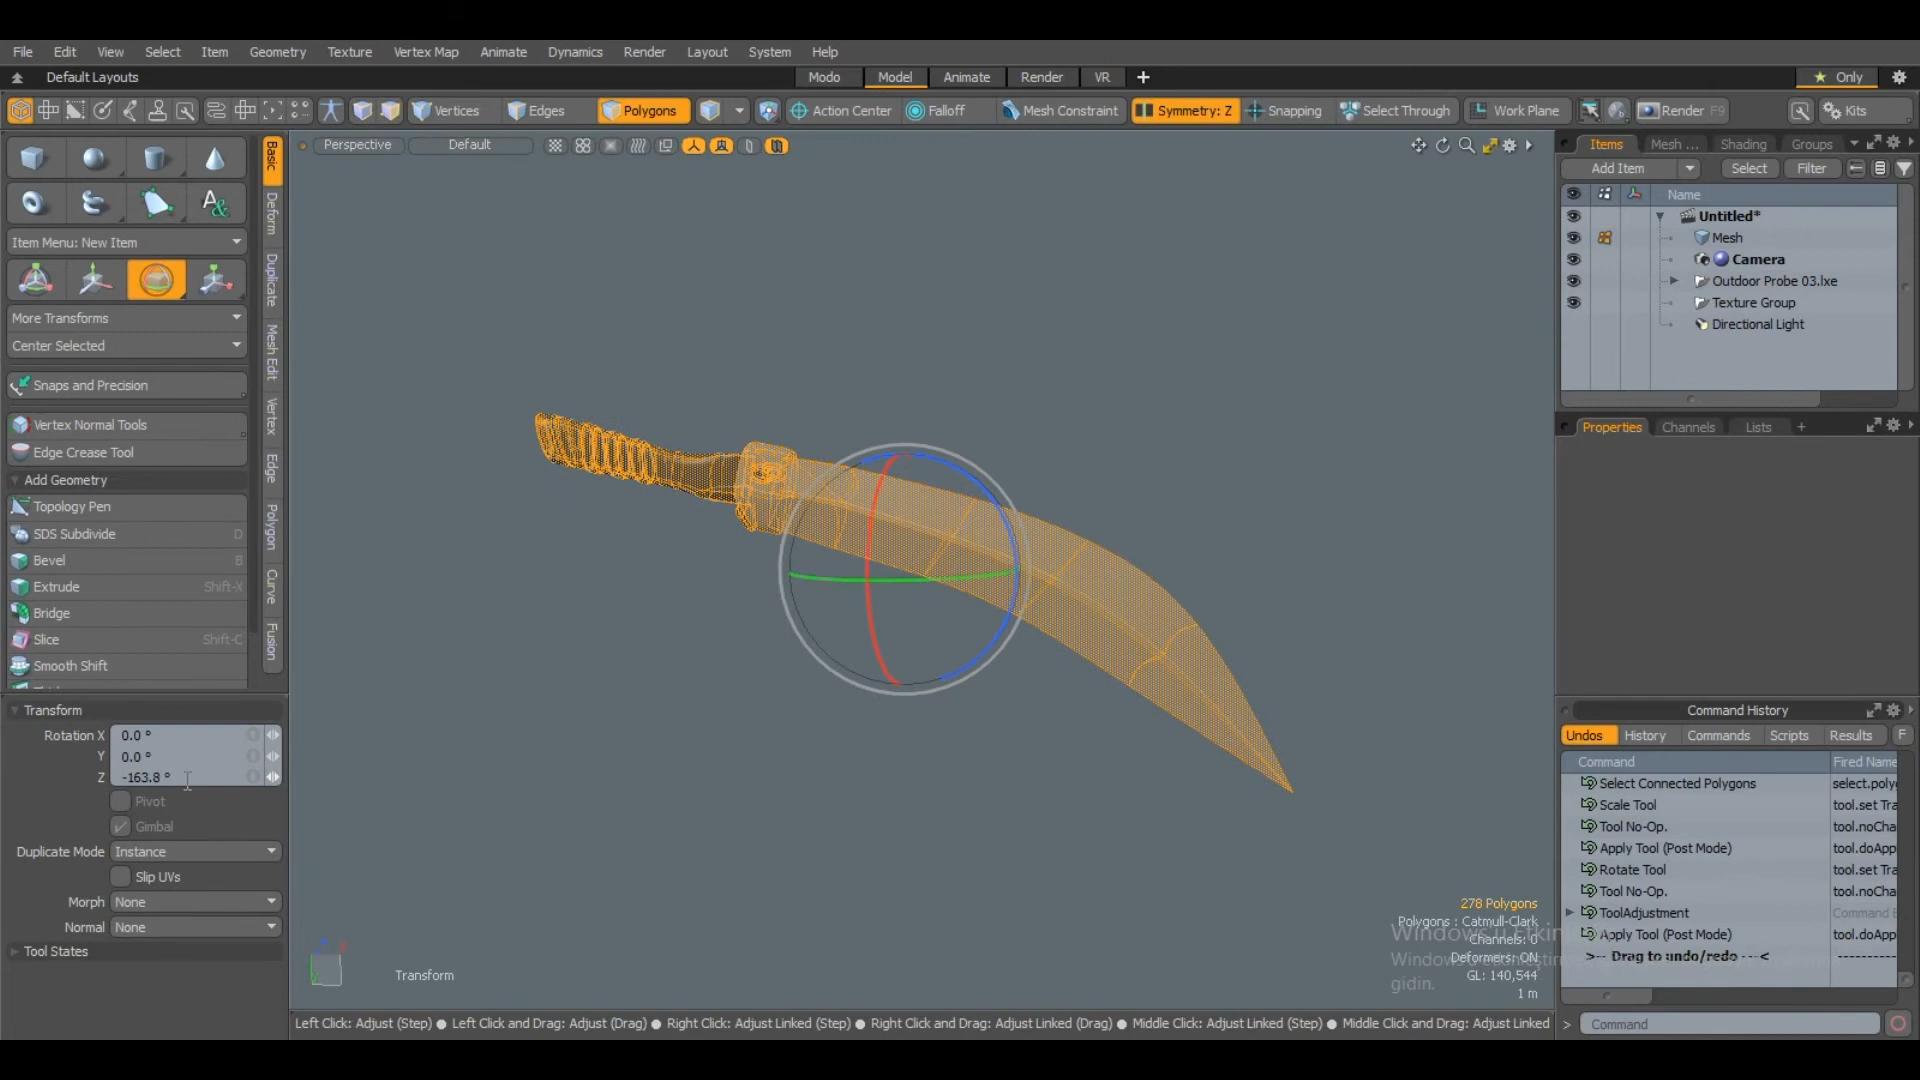 File Edit View Select Item Geometry Texture Vertex Map Animate Dynamics Render Layout System Help
Default Layouts
Modo Model Animate Render VR
Only
Vertices Edges Polygons Action Center Falloff Mesh Constraint Symmetry: Z Snapping Select Through Work Plane Render F9 Kits
Perspective Default
Items Mesh ... Shading Groups
Add Item Select Filter
Name
Untitled*
Mesh
Camera
Outdoor Probe 03.lxe
Texture Group
Directional Light
Basic
Deform
Duplicate
Mesh Edit
Vertex
Edge
Polygon
Curve
Fusion
Item Menu: New Item
More Transforms
Center Selected
Snaps and Precision
Vertex Normal Tools
Edge Crease Tool
Add Geometry
Topology Pen
SDS Subdivide D
Bevel B
Extrude Shift-X
Bridge
Slice Shift-C
Smooth Shift
Transform
Rotation X 0.0 °
Y 0.0 °
Z -163.8 °
Pivot
Gimbal
Duplicate Mode Instance
Slip UVs
Morph None
Normal None
Tool States
Transform
278 Polygons
Polygons : Catmull-Clark
Channels: 0
Deformers: ON
GL: 140,544
1 m
gidin.
Properties Channels Lists
Command History
Undos History Commands Scripts Results F
Command Fired Name
Select Connected Polygons select.poly
Scale Tool tool.set Tra
Tool No-Op. tool.noCha
Apply Tool (Post Mode) tool.doApp
Rotate Tool tool.set Tra
Tool No-Op. tool.noCha
ToolAdjustment Command
Apply Tool (Post Mode) tool.doApp
>-- Drag to undo/redo ---<
Left Click: Adjust (Step) ● Left Click and Drag: Adjust (Drag) ● Right Click: Adjust Linked (Step) ● Right Click and Drag: Adjust Linked (Drag) ● Middle Click: Adjust Linked (Step) ● Middle Click and Drag: Adjust Linked
> Command